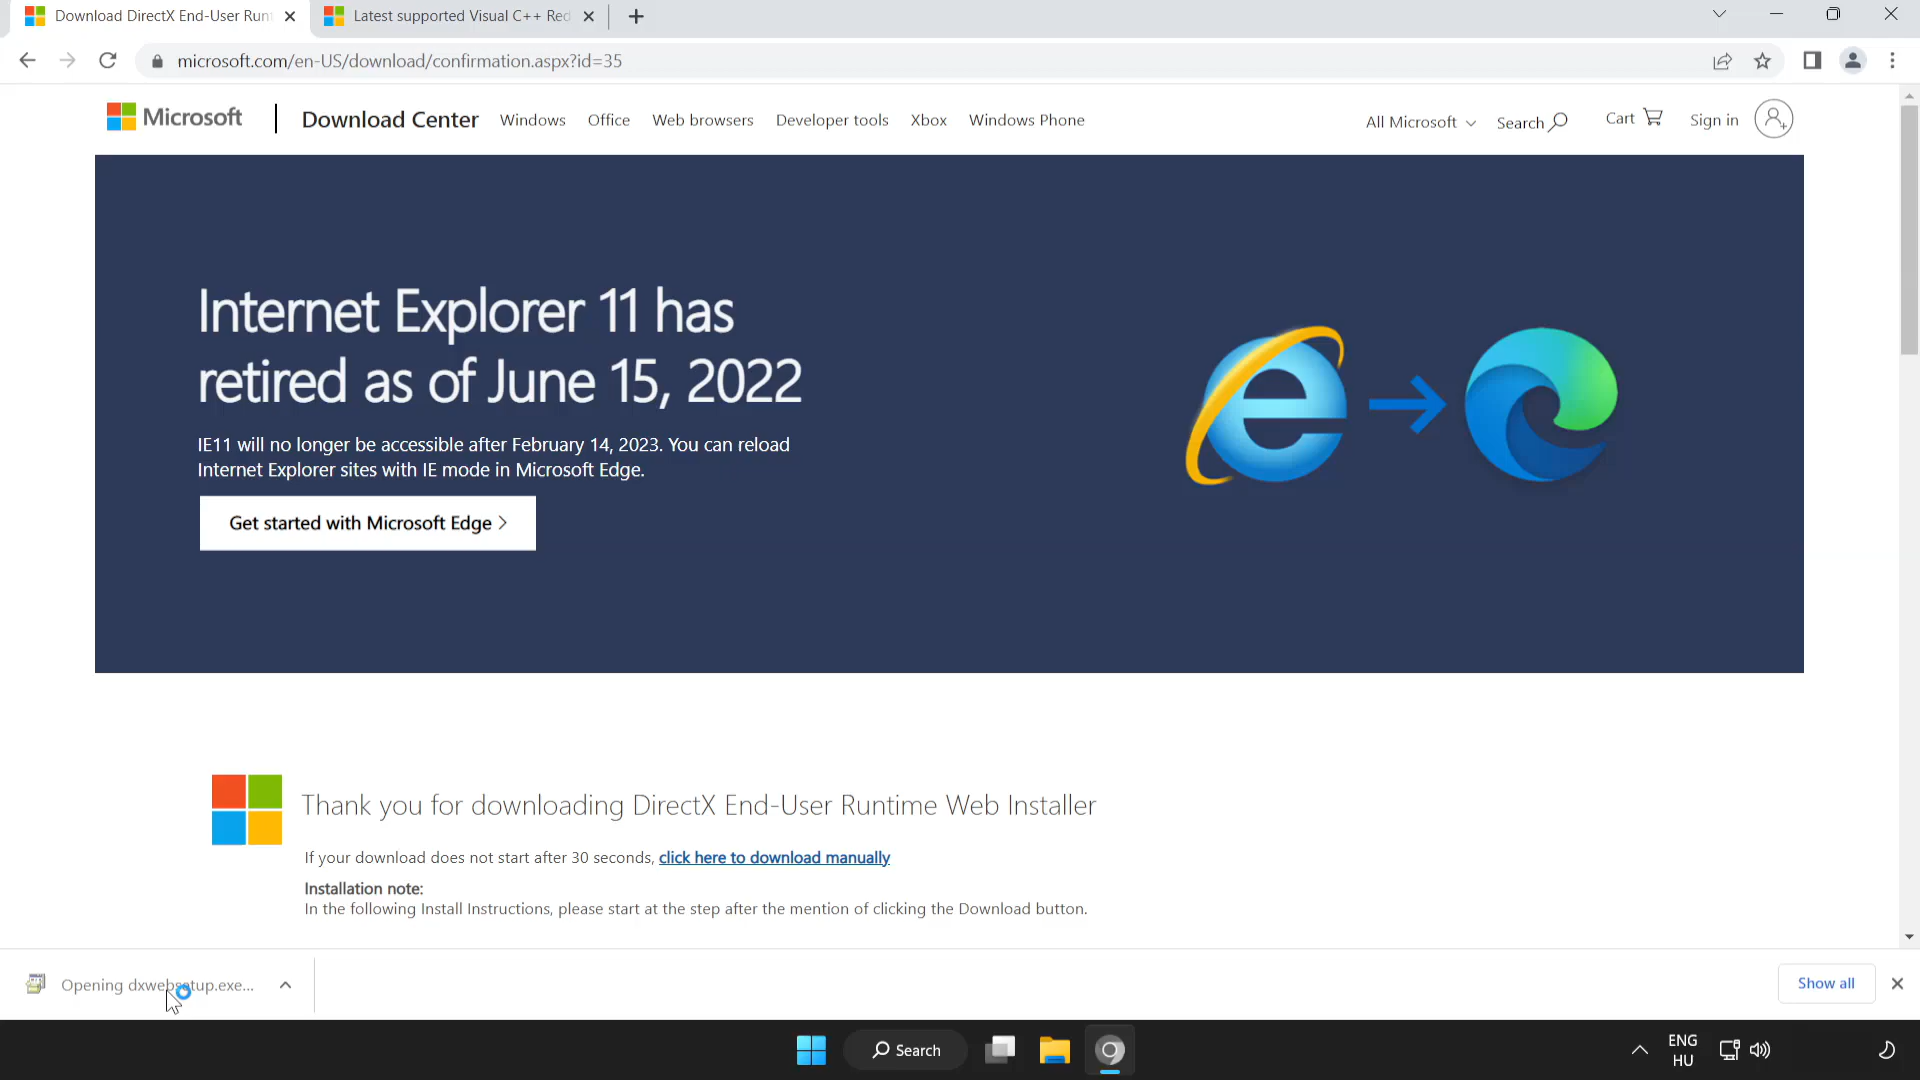 Download DirectX End-User Runt
Latest supported Visual C++ Red
microsoft.com/en-US/download/confirmation.aspx?id=35
Microsoft
Download Center
Windows
Office
Web browsers
Developer tools
Xbox
Windows Phone
All Microsoft
Search
Cart
Sign in
Internet Explorer 11 has
retired as of June 15, 2022
IE11 will no longer be accessible after February 14, 2023. You can reload
Internet Explorer sites with IE mode in Microsoft Edge.
Get started with Microsoft Edge
Thank you for downloading DirectX End-User Runtime Web Installer
If your download does not start after 30 seconds, click here to download manually
Installation note:
In the following Install Instructions, please start at the step after the mention of clicking the Download button.
Opening dxwebsetup.exe...
Show all
Search
ENG
HU